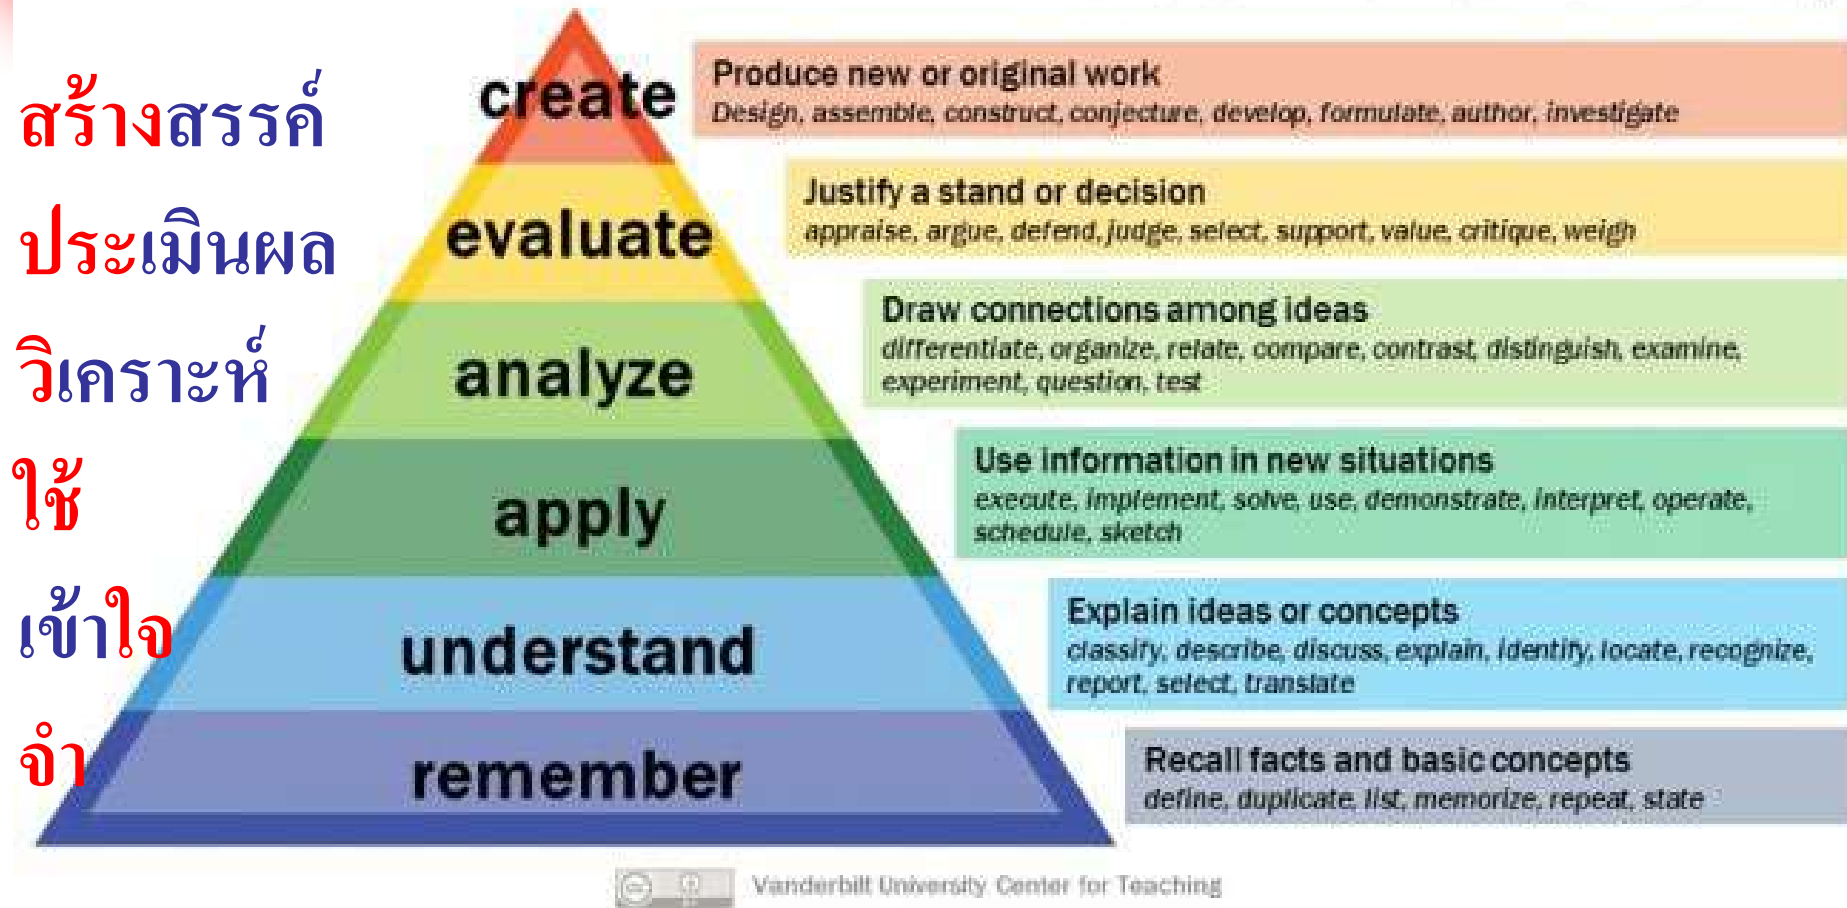 สร้างสรรค์
create
Produce new or original work
Design, assemble, construct, conjecture, develop, formulate, author, investigate
ประเมินผล
evaluate
Justify a stand or decision
appraise, argue, defend, judge, select, support, value, critique, weigh
วิเคราะห์
analyze
Draw connections among ideas
differentiate, organize, relate, compare, contrast, distinguish, examine,
experiment, question, test
ใช้
apply
Use information in new situations
execute, implement, solve, use, demonstrate, interpret, operate,
schedule, sketch
เข้าใจ
understand
Explain ideas or concepts
classify, describe, discuss, explain, identify, locate, recognize,
report, select, translate
จำ
remember
Recall facts and basic concepts
define, duplicate, list, memorize, repeat, state
Vanderbilt University Center for Teaching